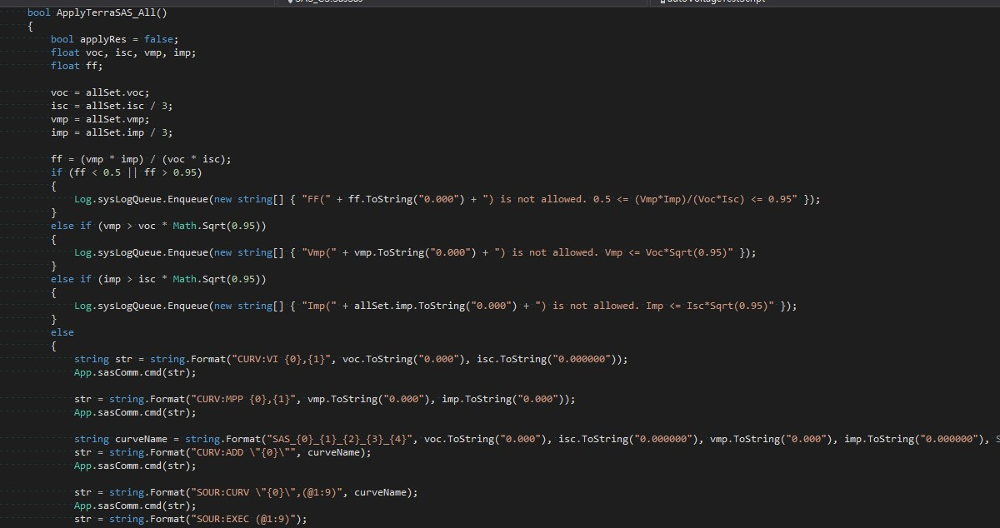 SAS_CS.SasSas autoVoltageTestScript
bool ApplyTerraSAS_All()
{
bool applyRes = false;
float voc, isc, vmp, imp;
float ff;
voc = allSet.voc;
isc = allSet.isc / 3;
vmp = allSet.vmp;
imp = allSet.imp / 3;
ff = (vmp * imp) / (voc * isc);
if (ff < 0.5 || ff > 0.95)
{
Log.sysLogQueue.Enqueue(new string[] { "FF(" + ff.ToString("0.000") + ") is not allowed. 0.5 <= (Vmp*Imp)/(Voc*Isc) <= 0.95" });
}
else if (vmp > voc * Math.Sqrt(0.95))
{
Log.sysLogQueue.Enqueue(new string[] { "Vmp(" + vmp.ToString("0.000") + ") is not allowed. Vmp <= Voc*Sqrt(0.95)" });
}
else if (imp > isc * Math.Sqrt(0.95))
{
Log.sysLogQueue.Enqueue(new string[] { "Imp(" + allSet.imp.ToString("0.000") + ") is not allowed. Imp <= Isc*Sqrt(0.95)" });
}
else
{
string str = string.Format("CURV:VI {0},{1}", voc.ToString("0.000"), isc.ToString("0.000000"));
App.sasComm.cmd(str);
str = string.Format("CURV:MPP {0},{1}", vmp.ToString("0.000"), imp.ToString("0.000"));
App.sasComm.cmd(str);
string curveName = string.Format("SAS_{0}_{1}_{2}_{3}_{4}", voc.ToString("0.000"), isc.ToString("0.000000"), vmp.ToString("0.000"), imp.ToString("0.000000"),
str = string.Format("CURV:ADD \"{0}\"", curveName);
App.sasComm.cmd(str);
str = string.Format("SOUR:CURV \"{0}\",(@1:9)", curveName);
App.sasComm.cmd(str);
str = string.Format("SOUR:EXEC (@1:9)");